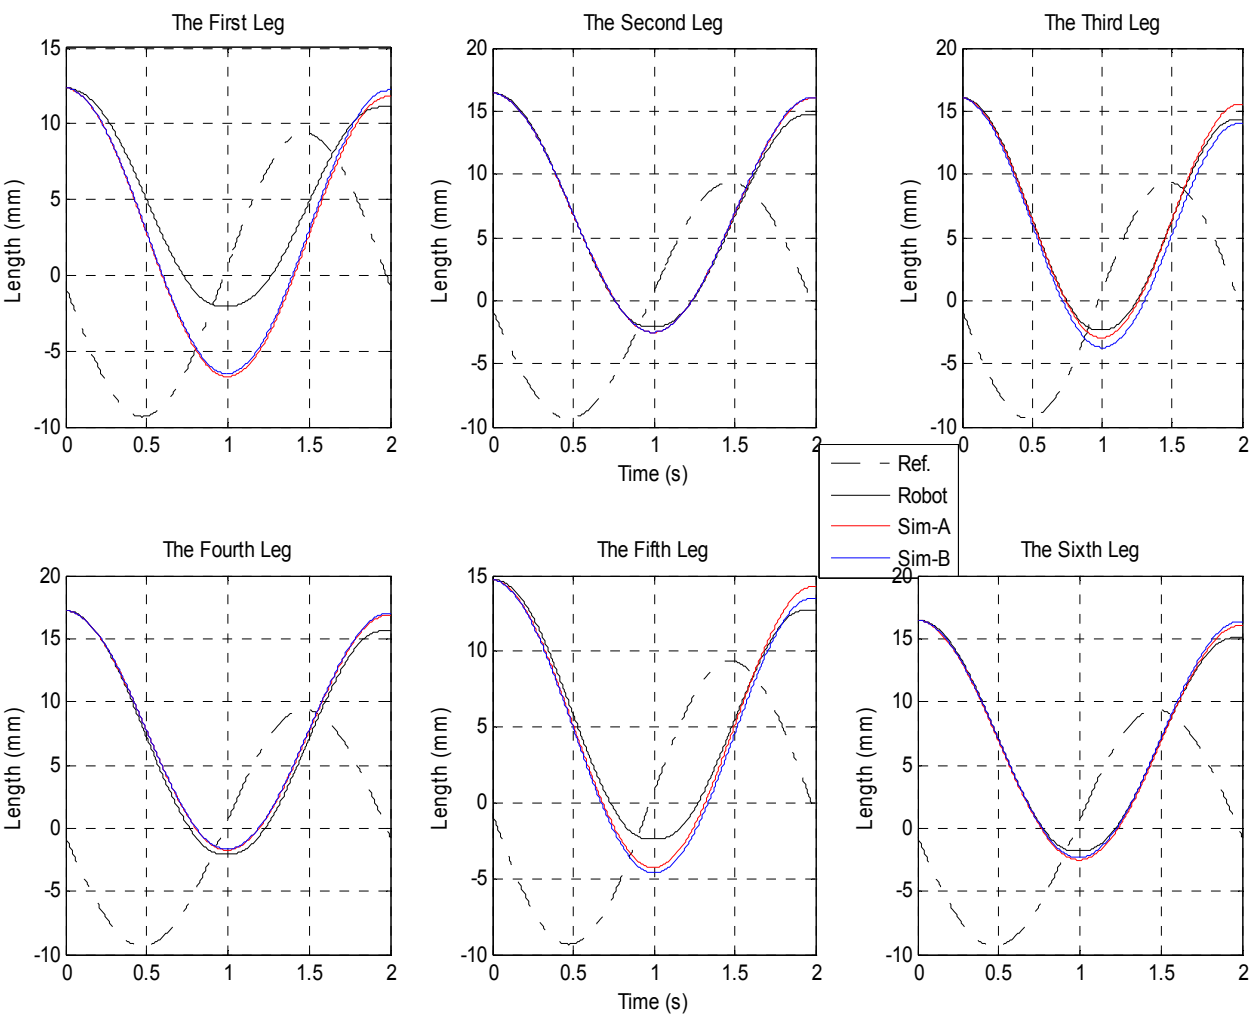 The First Leg
The Second Leg
The Third Leg
15
10
5
0
-5
-10
Length (mm)
0 0.5 1 1.5 2
20
15
10
5
0
-5
-10
Length (mm)
0 0.5 1 1.5 2
Time (s)
20
15
10
5
0
-5
-10
Length (mm)
0 0.5 1 1.5 2
Ref.
Robot
Sim-A
Sim-B
The Fourth Leg
The Fifth Leg
The Sixth Leg
20
15
10
5
0
-5
-10
Length (mm)
0 0.5 1 1.5 2
15
10
5
0
-5
-10
Length (mm)
0 0.5 1 1.5 2
Time (s)
20
15
10
5
0
-5
-10
Length (mm)
0 0.5 1 1.5 2